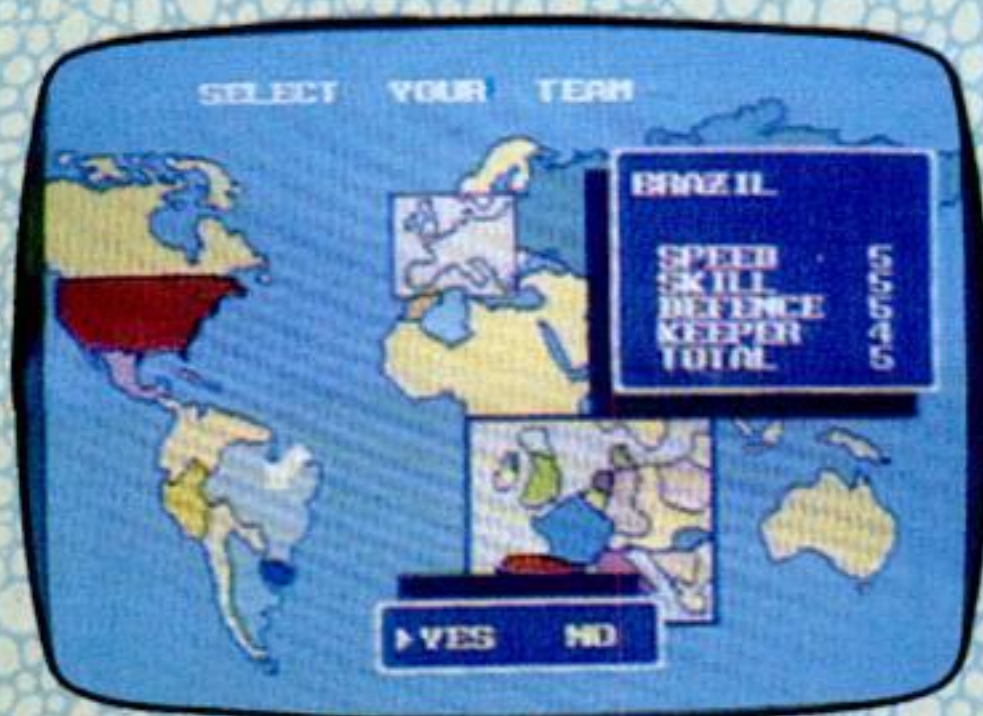 SELECT YOUR TEAM
BRAZIL
SPEED 5
SKILL 5
DEFENCE 5
KEEPER 4
TOTAL 5
YES NO